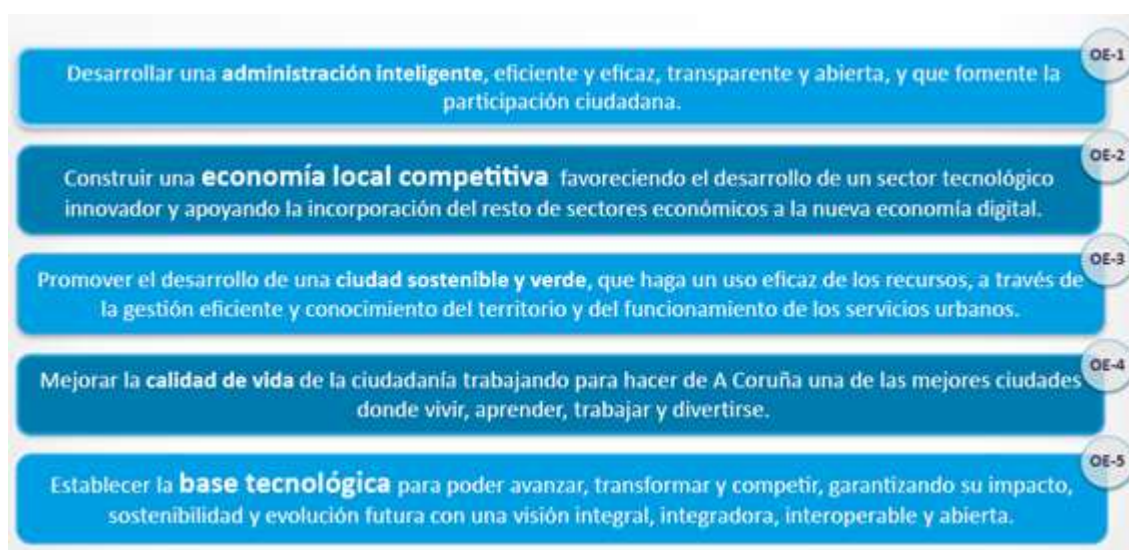 OE-1
Desarrollar una administración inteligente, eficiente y eficaz, transparente y abierta, y que fomente la
participación ciudadana.
OE-2
Construir una economía local competitiva favoreciendo el desarrollo de un sector tecnológico
innovador y apoyando la incorporación del resto de sectores económicos a la nueva economía digital.
OE-3
Promover el desarrollo de una ciudad sostenible y verde, que haga un uso eficaz de los recursos, a través de
la gestión eficiente y conocimiento del territorio y del funcionamiento de los servicios urbanos.
OE-4
Mejorar la calidad de vida de la ciudadanía trabajando para hacer de A Coruña una de las mejores ciudades
donde vivir, aprender, trabajar y divertirse.
OE-5
Establecer la base tecnológica para poder avanzar, transformar y competir, garantizando su impacto,
sostenibilidad y evolución futura con una visión integral, integradora, interoperable y abierta.